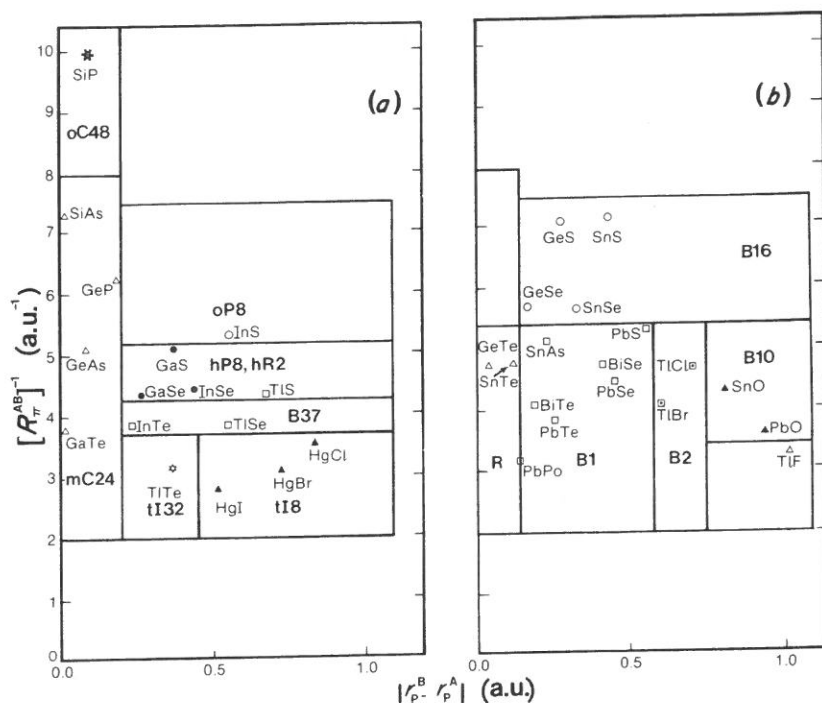 [R_π^AB]⁻¹ (a.u.⁻¹)
10
9
8
7
6
5
4
3
2
1
0
(a)
SiP
oC48
SiAs
GeP
GeAs
GaTe
mC24
oP8
InS
GaS
hP8, hR2
GaSe
InSe
TlS
B37
InTe
TlSe
TlTe
tI32
HgCl
HgBr
HgI
tI8
0.0
0.5
1.0
(b)
GeS
SnS
B16
GeSe
SnSe
PbS
GeTe
SnAs
BiSe
TlCl
B10
SnTe
PbSe
SnO
BiTe
TlBr
PbTe
PbO
R
PbPo
B1
B2
TlF
0.0
0.5
1.0
|r_p^B - r_p^A| (a.u.)